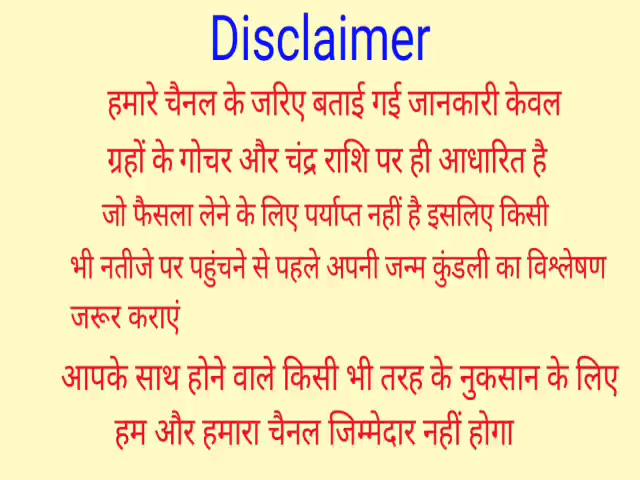 Disclaimer
हमारे चैनल के जरिए बताई गई जानकारी केवल
ग्रहों के गोचर और चंद्र राशि पर ही आधारित है
जो फैसला लेने के लिए पर्याप्त नहीं है इसलिए किसी
भी नतीजे पर पहुंचने से पहले अपनी जन्म कुंडली का विश्लेषण
जरूर कराएं
आपके साथ होने वाले किसी भी तरह के नुकसान के लिए
हम और हमारा चैनल जिम्मेदार नहीं होगा